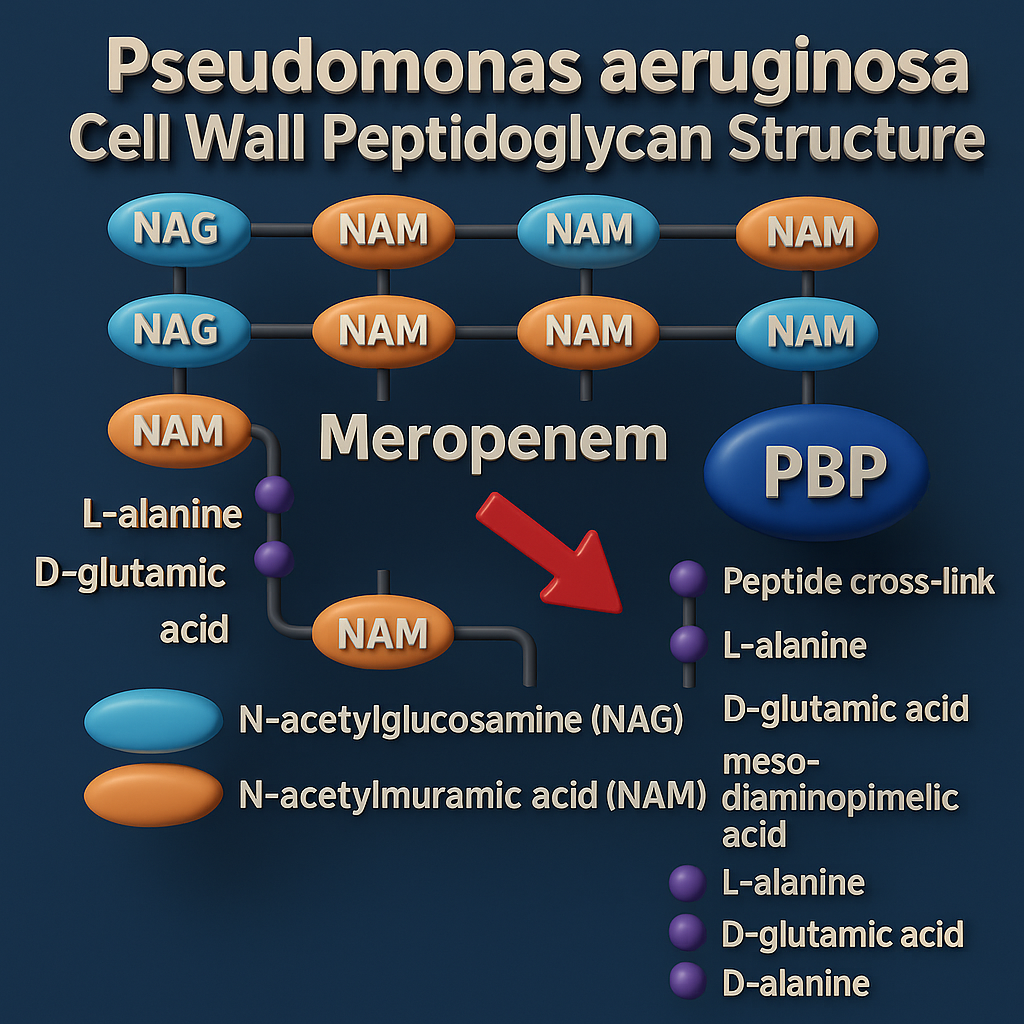 Pseudomonas aeruginosa
Cell Wall Peptidoglycan Structure
NAG NAM NAM NAM
NAG NAM NAM NAM
NAM
Meropenem
PBP
L-alanine
D-glutamic
acid
NAM
Peptide cross-link
L-alanine
D-glutamic acid
meso-
diaminopimelic
acid
L-alanine
D-glutamic acid
D-alanine
N-acetylglucosamine (NAG)
N-acetylmuramic acid (NAM)